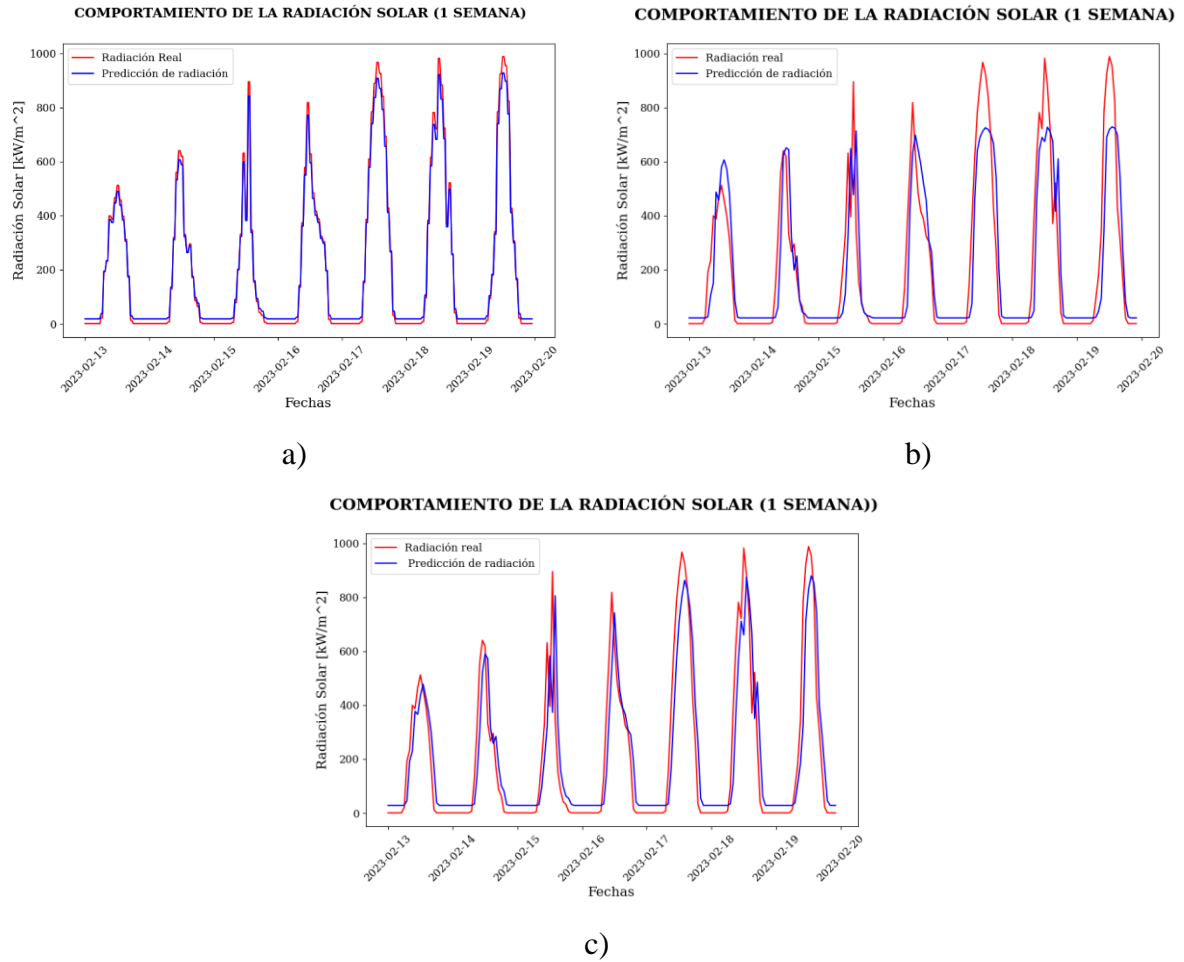 COMPORTAMIENTO DE LA RADIACIÓN SOLAR (1 SEMANA)
Radiación Real
Predicción de radiación
1000
800
600
400
200
0
Radiación Solar [kW/m^2]
2023-02-13
2023-02-14
2023-02-15
2023-02-16
2023-02-17
2023-02-18
2023-02-19
2023-02-20
Fechas
a)
COMPORTAMIENTO DE LA RADIACIÓN SOLAR (1 SEMANA)
Radiación real
Predicción de radiación
1000
800
600
400
200
0
Radiación Solar [kW/m^2]
2023-02-13
2023-02-14
2023-02-15
2023-02-16
2023-02-17
2023-02-18
2023-02-19
2023-02-20
Fechas
b)
COMPORTAMIENTO DE LA RADIACIÓN SOLAR (1 SEMANA))
Radiación real
Predicción de radiación
1000
800
600
400
200
0
Radiación Solar [kW/m^2]
2023-02-13
2023-02-14
2023-02-15
2023-02-16
2023-02-17
2023-02-18
2023-02-19
2023-02-20
Fechas
c)